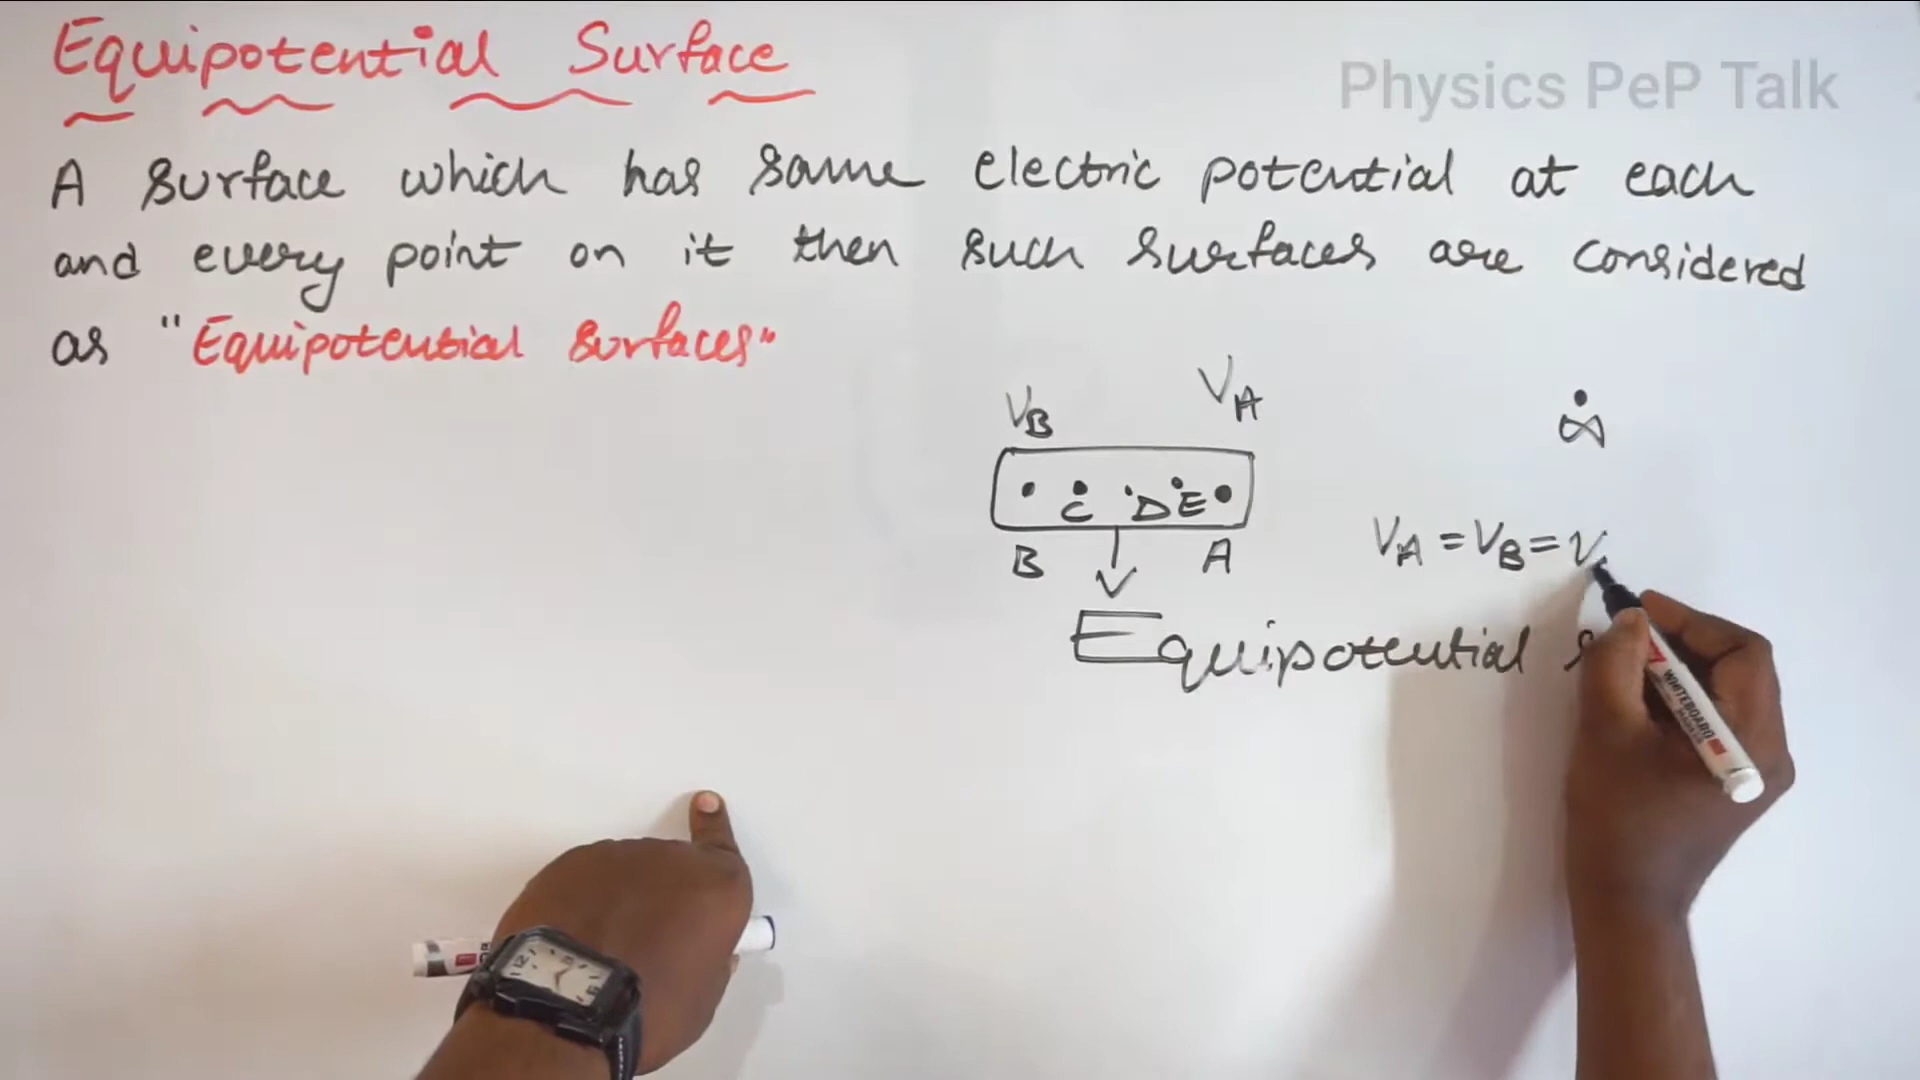 Equipotential Surface
Physics PeP Talk
A surface which has same electric potential at each
and every point on it then such surfaces are considered
as "Equipotential surfaces"
VB
VA
∞
C D E
B
A
VA = VB = V
Equipotential
WHITEBOARD